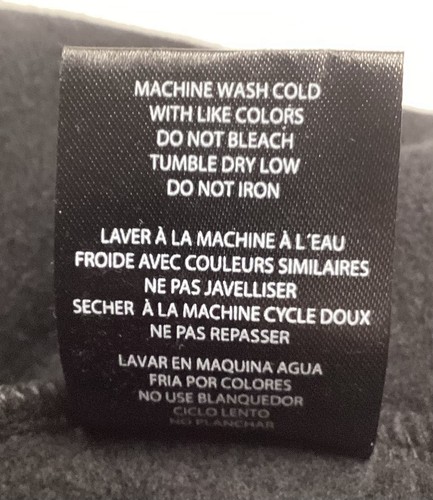 MACHINE WASH COLD
WITH LIKE COLORS
DO NOT BLEACH
TUMBLE DRY LOW
DO NOT IRON
LAVER À LA MACHINE À L´EAU
FROIDE AVEC COULEURS SIMILAIRES
NE PAS JAVELLISER
SECHER À LA MACHINE CYCLE DOUX
NE PAS REPASSER
LAVAR EN MAQUINA AGUA
FRIA POR COLORES
NO USE BLANQUEDOR
CICLO LENTO
NO PLANCHAR